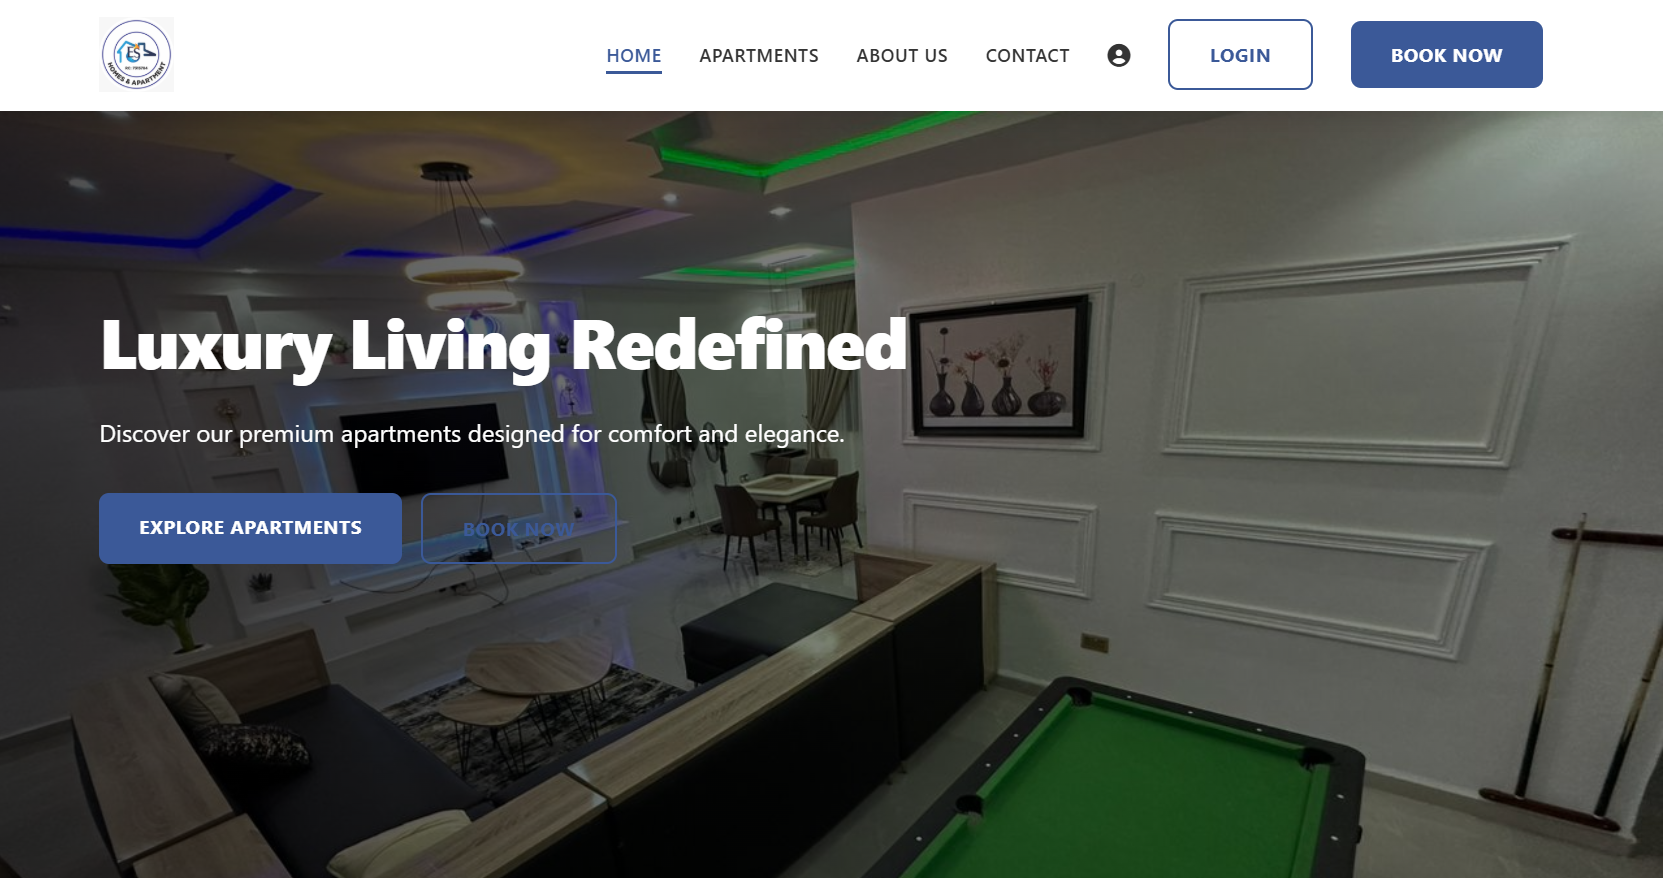 ES
HOMES & APARTMENT
HOME
APARTMENTS
ABOUT US
CONTACT
LOGIN
BOOK NOW
Luxury Living Redefined
Discover our premium apartments designed for comfort and elegance.
EXPLORE APARTMENTS
BOOK NOW